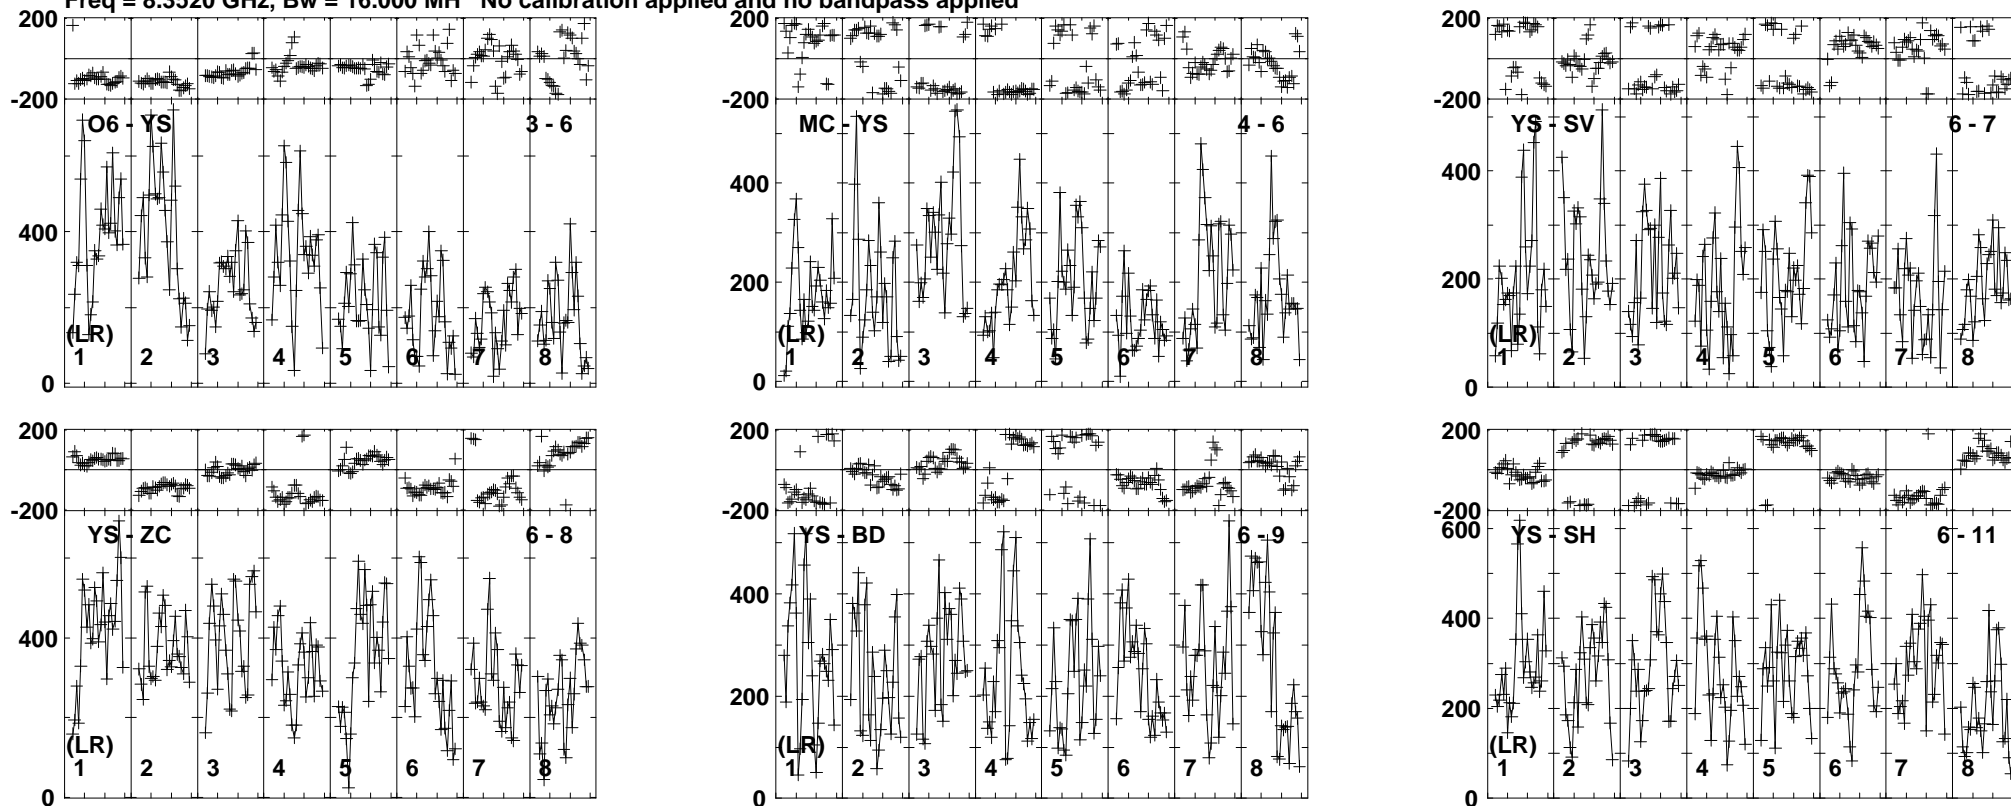 Freq = 8.3520 GHz, Bw = 16.000 MH No calibration applied and no bandpass applied
200
-200
O6 - YS
3 - 6
400
(LR)
1 2 3 4 5 6 7 8
0
200
-200
MC - YS
4 - 6
400
200
(LR)
1 2 3 4 5 6 7 8
0
200
-200
YS - SV
6 - 7
400
200
(LR)
1 2 3 4 5 6 7 8
0
200
-200
YS - ZC
6 - 8
400
(LR)
1 2 3 4 5 6 7 8
0
200
-200
YS - BD
6 - 9
400
200
(LR)
1 2 3 4 5 6 7 8
0
200
-200
600
YS - SH
6 - 11
400
200
(LR)
1 2 3 4 5 6 7 8
0